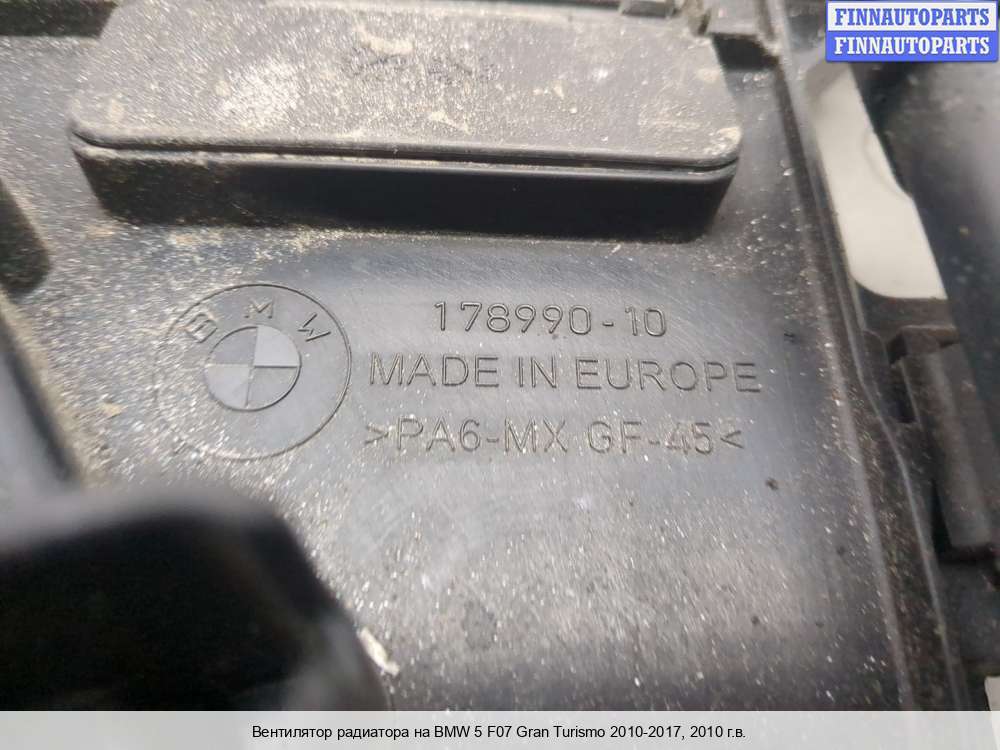 FINNAUTOPARTS
FINNAUTOPARTS
BMW
178990-10
MADE IN EUROPE
>PA6-MX GF-45<
Вентилятор радиатора на BMW 5 F07 Gran Turismo 2010-2017, 2010 г.в.